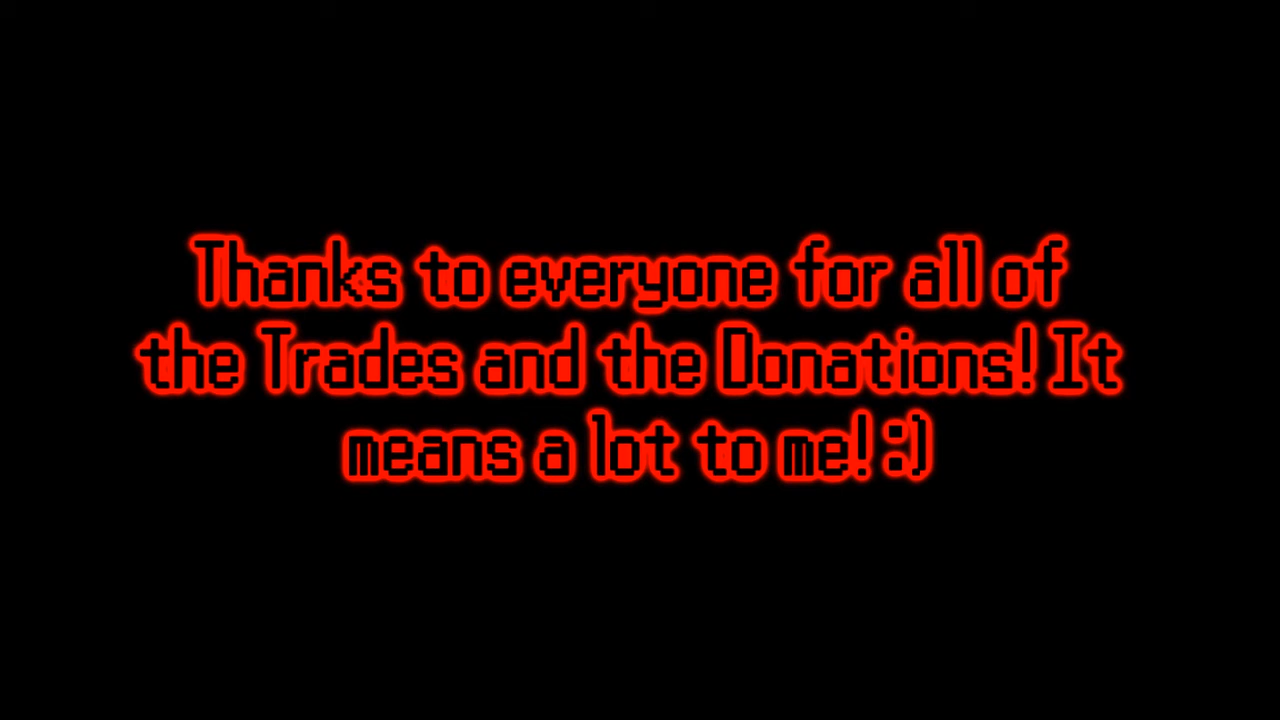 Thanks to everyone for all of
the Trades and the Donations! It
means a lot to me! :)